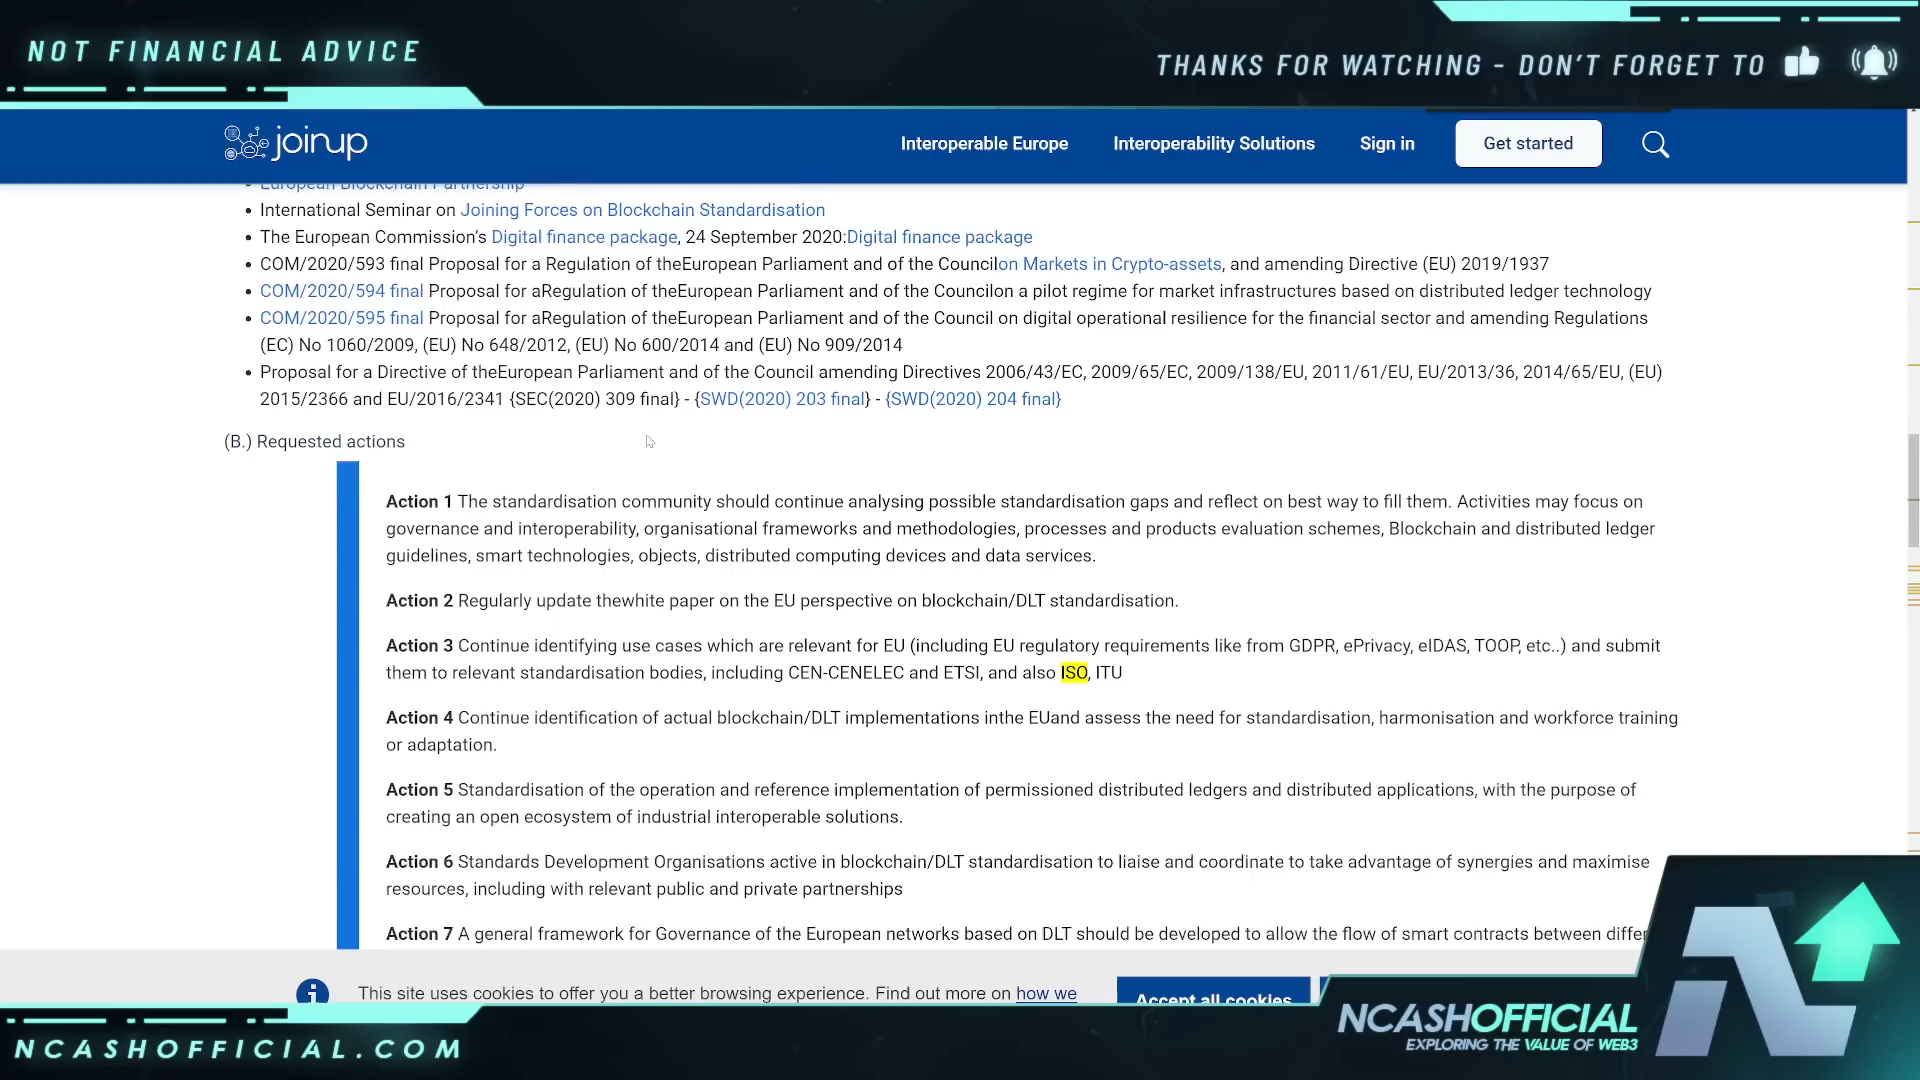 NOT FINANCIAL ADVICE
THANKS FOR WATCHING - DON'T FORGET TO
joinup
Interoperable Europe
Interoperability Solutions
Sign in
Get started
European Blockchain Partnership
• International Seminar on Joining Forces on Blockchain Standardisation
• The European Commission's Digital finance package, 24 September 2020:Digital finance package
• COM/2020/593 final Proposal for a Regulation of theEuropean Parliament and of the Councilon Markets in Crypto-assets, and amending Directive (EU) 2019/1937
• COM/2020/594 final Proposal for aRegulation of theEuropean Parliament and of the Councilon a pilot regime for market infrastructures based on distributed ledger technology
• COM/2020/595 final Proposal for aRegulation of theEuropean Parliament and of the Council on digital operational resilience for the financial sector and amending Regulations
(EC) No 1060/2009, (EU) No 648/2012, (EU) No 600/2014 and (EU) No 909/2014
• Proposal for a Directive of theEuropean Parliament and of the Council amending Directives 2006/43/EC, 2009/65/EC, 2009/138/EU, 2011/61/EU, EU/2013/36, 2014/65/EU, (EU)
2015/2366 and EU/2016/2341 {SEC(2020) 309 final} - {SWD(2020) 203 final} - {SWD(2020) 204 final}
(B.) Requested actions
Action 1 The standardisation community should continue analysing possible standardisation gaps and reflect on best way to fill them. Activities may focus on
governance and interoperability, organisational frameworks and methodologies, processes and products evaluation schemes, Blockchain and distributed ledger
guidelines, smart technologies, objects, distributed computing devices and data services.
Action 2 Regularly update thewhite paper on the EU perspective on blockchain/DLT standardisation.
Action 3 Continue identifying use cases which are relevant for EU (including EU regulatory requirements like from GDPR, ePrivacy, eIDAS, TOOP, etc..) and submit
them to relevant standardisation bodies, including CEN-CENELEC and ETSI, and also ISO, ITU
Action 4 Continue identification of actual blockchain/DLT implementations inthe EUand assess the need for standardisation, harmonisation and workforce training
or adaptation.
Action 5 Standardisation of the operation and reference implementation of permissioned distributed ledgers and distributed applications, with the purpose of
creating an open ecosystem of industrial interoperable solutions.
Action 6 Standards Development Organisations active in blockchain/DLT standardisation to liaise and coordinate to take advantage of synergies and maximise
resources, including with relevant public and private partnerships
Action 7 A general framework for Governance of the European networks based on DLT should be developed to allow the flow of smart contracts between
This site uses cookies to offer you a better browsing experience. Find out more on how we
Accept all cookies
NCASHOFFICIAL
EXPLORING THE VALUE OF WEB3
NCASHOFFICIAL.COM